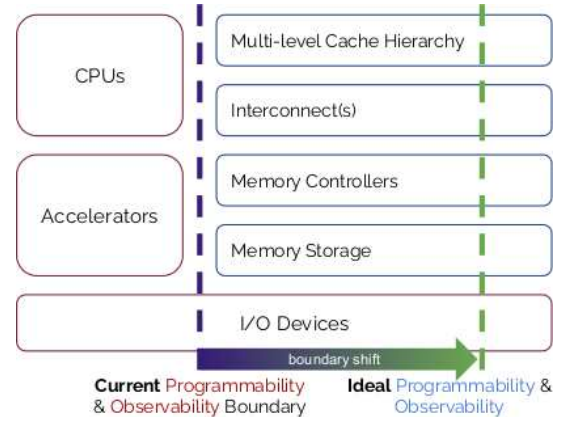 CPUs
Accelerators
Multi-level Cache Hierarchy
Interconnect(s)
Memory Controllers
Memory Storage
I/O Devices
boundary shift
Current Programmability
& Observability Boundary
Ideal Programmability &
Observability